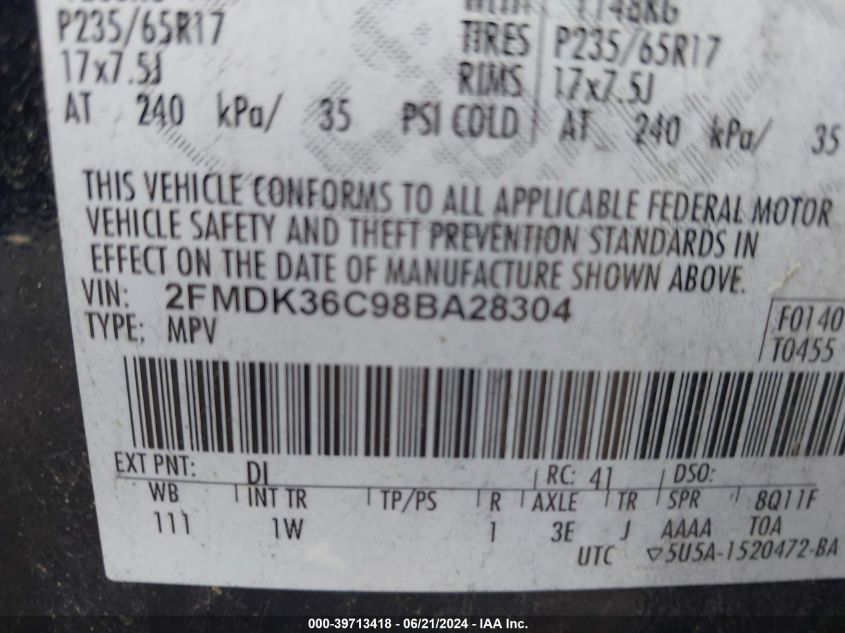 P235/65R17 TIRES P235/65R17
17x7.5J RIMS 17x7.5J
AT 240 kPa/ 35 PSI COLD AT 240 kPa/ 35
THIS VEHICLE CONFORMS TO ALL APPLICABLE FEDERAL MOTOR
VEHICLE SAFETY AND THEFT PREVENTION STANDARDS IN
EFFECT ON THE DATE OF MANUFACTURE SHOWN ABOVE.
VIN: 2FMDK36C98BA28304
TYPE: MPV
F0140
T0455
EXT PNT: DL RC: 41 DSO:
WB INT TR TP/PS R AXLE TR SPR 8Q11F
111 1W 1 3E J AAAA TOA
UTC ▽5U5A-1520472-BA
000-39713418 - 06/21/2024 - IAA Inc.